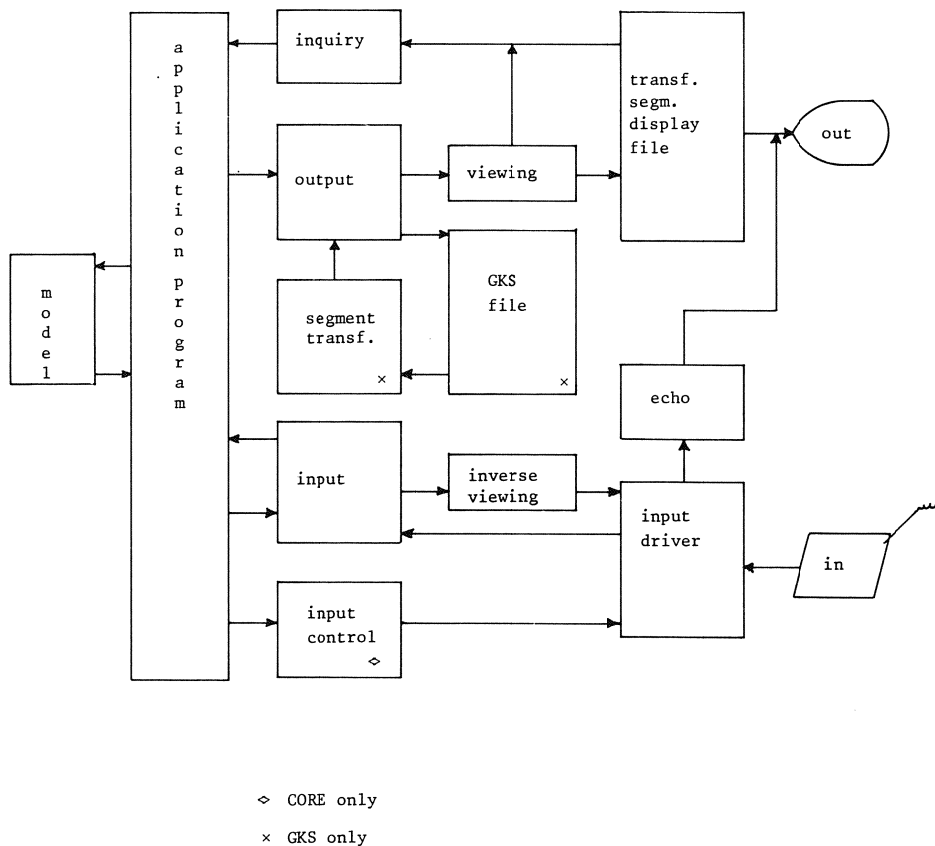 inquiry
application program
transf.
segm.
display
file
out
output
viewing
model
GKS
file
×
segment
transf.
×
echo
input
inverse
viewing
input
driver
in
input
control
◇
◇ CORE only
× GKS only